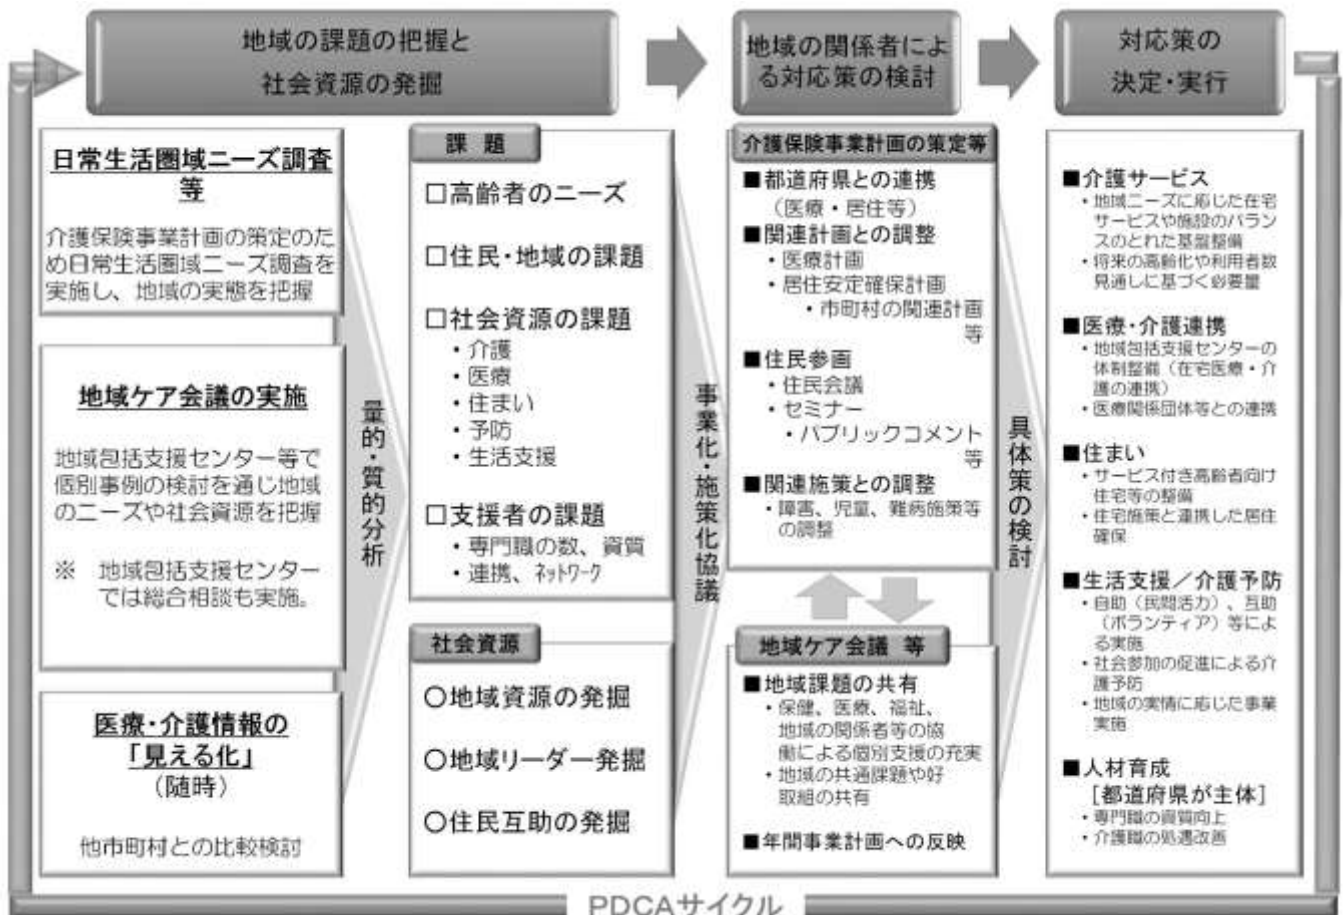 地域の課題の把握と
社会資源の発掘
地域の関係者によ
る対応策の検討
対応策の
決定・実行
日常生活圏域ニーズ調査
等
介護保険事業計画の策定のた
め日常生活圏域ニーズ調査を
実施し、地域の実態を把握
地域ケア会議の実施
地域包括支援センター等で
個別事例の検討を通じ地域
のニーズや社会資源を把握
※ 地域包括支援センター
では総合相談も実施。
医療・介護情報の
「見える化」
（随時）
他市町村との比較検討
量的・質的分析
課 題
□高齢者のニーズ
□住民・地域の課題
□社会資源の課題
・介護
・医療
・住まい
・予防
・生活支援
□支援者の課題
・専門職の数、資質
・連携、ﾈｯﾄﾜｰｸ
社会資源
○地域資源の発掘
○地域リーダー発掘
○住民互助の発掘
事業化・施策化協議
介護保険事業計画の策定等
■都道府県との連携
（医療・居住等）
■関連計画との調整
・医療計画
・居住安定確保計画
・市町村の関連計画
等
■住民参画
・住民会議
・セミナー
・パブリックコメント
等
■関連施策との調整
・障害、児童、難病施策等
の調整
地域ケア会議 等
■地域課題の共有
・保健、医療、福祉、
地域の関係者等の協
働による個別支援の充実
・地域の共通課題や好
取組の共有
■年間事業計画への反映
具体策の検討
■介護サービス
・地域ニーズに応じた在宅
サービスや施設のバラン
スのとれた基盤整備
・将来の高齢化や利用者数
見通しに基づく必要量
■医療・介護連携
・地域包括支援センターの
体制整備（在宅医療・介
護の連携）
・医療関係団体等との連携
■住まい
・サービス付き高齢者向け
住宅等の整備
・住宅施策と連携した居住
確保
■生活支援／介護予防
・自助（民間活力）、互助
（ボランティア）等によ
る実施
・社会参加の促進による介
護予防
・地域の実情に応じた事業
実施
■人材育成
［都道府県が主体］
・専門職の資質向上
・介護職の処遇改善
PDCAサイクル